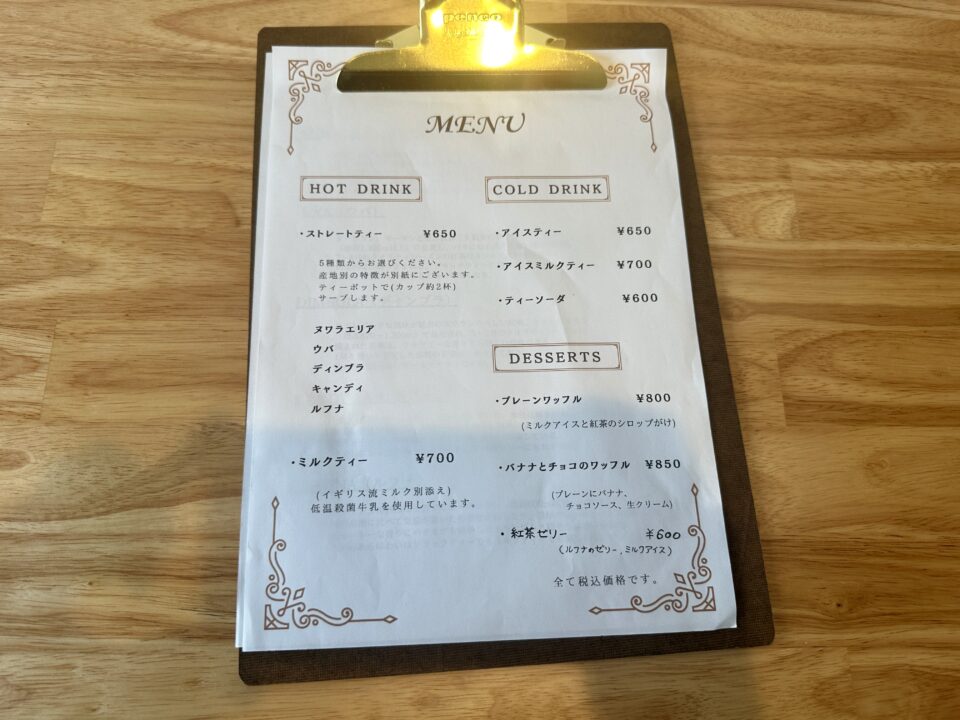 penco
MENU
HOT DRINK
・ストレートティー ¥650
5種類からお選びください。
産地別の特徴が別紙にございます。
ティーポットで(カップ約2杯)
サーブします。
ヌワラエリア
ウバ
ディンブラ
キャンディ
ルフナ
・ミルクティー ¥700
(イギリス流ミルク別添え)
低温殺菌牛乳を使用しています。
COLD DRINK
・アイスティー ¥650
・アイスミルクティー ¥700
・ティーソーダ ¥600
DESSERTS
・プレーンワッフル ¥800
(ミルクアイスと紅茶のシロップがけ)
・バナナとチョコのワッフル ¥850
(プレーンにバナナ、
チョコソース、生クリーム)
・紅茶ゼリー ¥600
(ルフナのゼリー、ミルクアイス)
全て税込価格です。